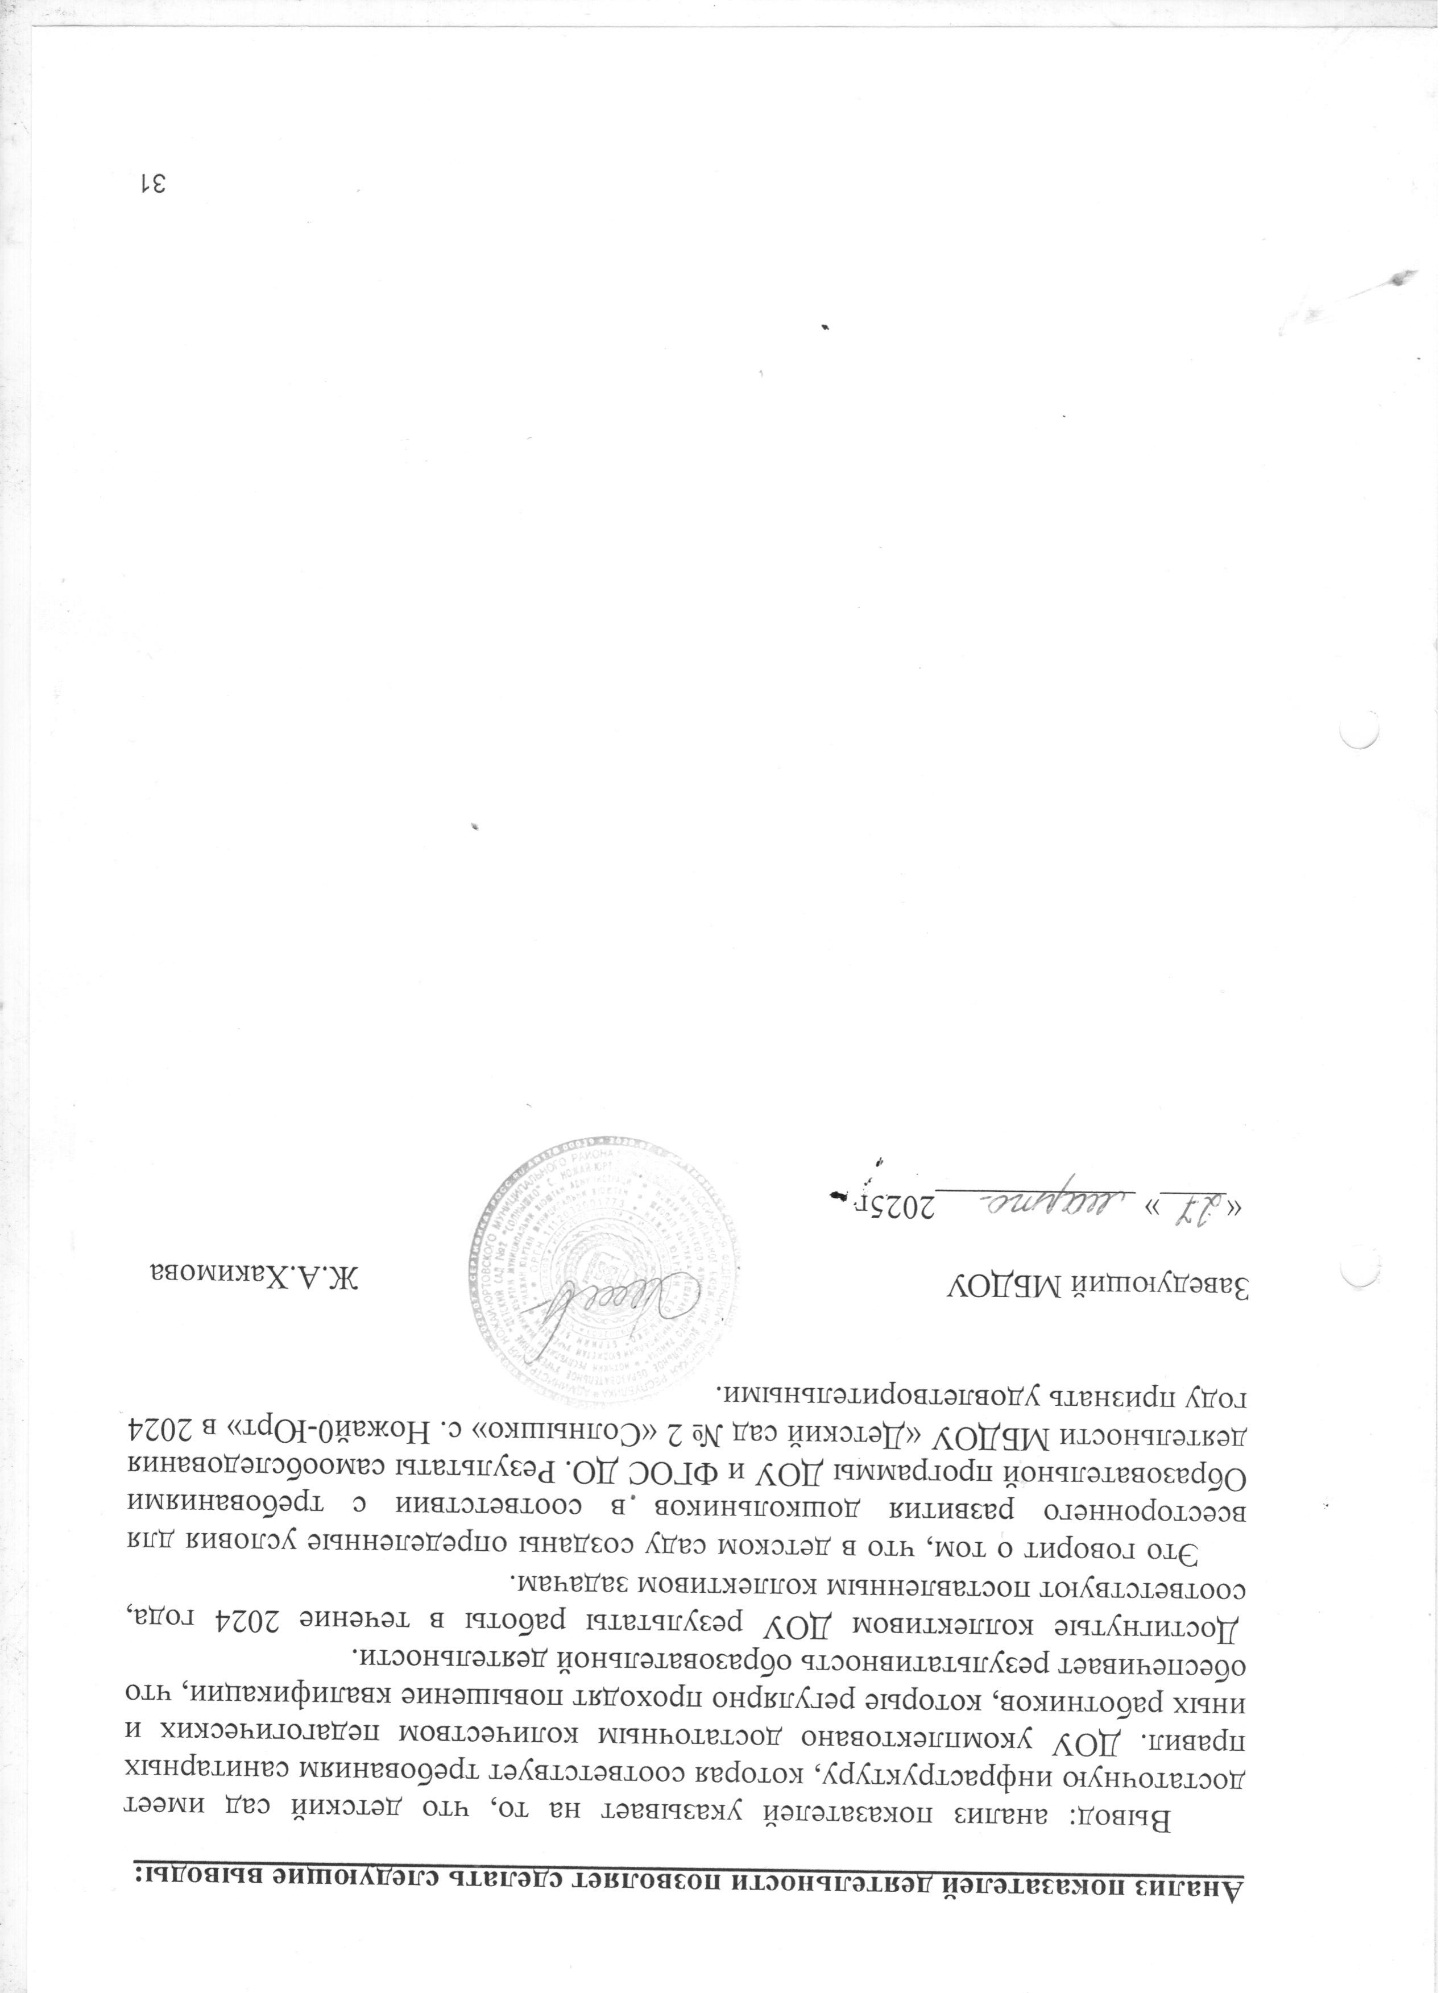 Анализ показателей деятельности позволяет сделать следующие выводы:
Вывод: анализ показателей указывает на то, что детский сад имеет
достаточную инфраструктуру, которая соответствует требованиям санитарных
правил. ДОУ укомплектовано достаточным количеством педагогических и
иных работников, которые регулярно проходят повышение квалификации, что
обеспечивает результативность образовательной деятельности.
Достигнутые коллективом ДОУ результаты работы в течение 2024 года,
соответствуют поставленным коллективом задачам.
Это говорит о том, что в детском саду созданы определенные условия для
всестороннего развития дошкольников в соответствии с требованиями
Образовательной программы ДОУ и ФГОС ДО. Результаты самообследования
деятельности МБДОУ «Детский сад № 2 «Солнышко» с. Ножай0-Юрт» в 2024
году признать удовлетворительными.
Заведующий МБДОУ Ж.А.Хакимова
«27» марта 2025г
31